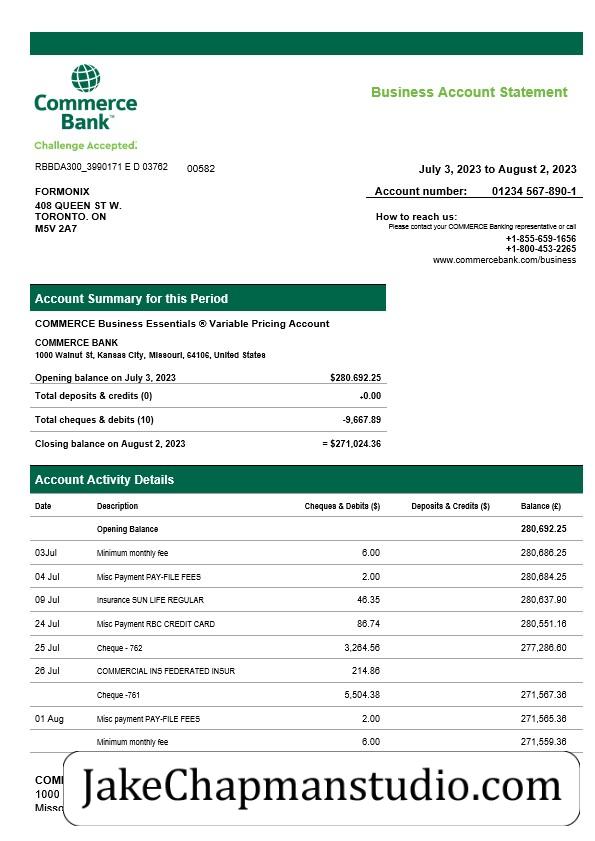 Commerce
Bank™
Challenge Accepted.
Business Account Statement
RBBDA300_3990171 E D 03762 00582
July 3, 2023 to August 2, 2023
FORMONIX
408 QUEEN ST W.
TORONTO. ON
M5V 2A7
Account number: 01234 567-890-1
How to reach us:
Please contact your COMMERCE Banking representative or call
+1-855-659-1656
+1-800-453-2265
www.commercebank.com/business
Account Summary for this Period
COMMERCE Business Essentials ® Variable Pricing Account
COMMERCE BANK
1000 Walnut St, Kansas City, Missouri, 64106, United States
Opening balance on July 3, 2023 $280.692.25
Total deposits & credits (0) +0.00
Total cheques & debits (10) -9,667.89
Closing balance on August 2, 2023 = $271,024.36
Account Activity Details
Date Description Cheques & Debits ($) Deposits & Credits ($) Balance (£)
Opening Balance 280,692.25
03Jul Minimum monthly fee 6.00 280,686.25
04 Jul Misc Payment PAY-FILE FEES 2.00 280,684.25
09 Jul Insurance SUN LIFE REGULAR 46.35 280,637.90
24 Jul Misc Payment RBC CREDIT CARD 86.74 280,551.16
25 Jul Cheque - 762 3,264.56 277,286.60
26 Jul COMMERCIAL INS FEDERATED INSUR 214.86
Cheque -761 5,504.38 271,567.36
01 Aug Misc payment PAY-FILE FEES 2.00 271,565.36
Minimum monthly fee 6.00 271,559.36
1000
JakeChapmanstudio.com